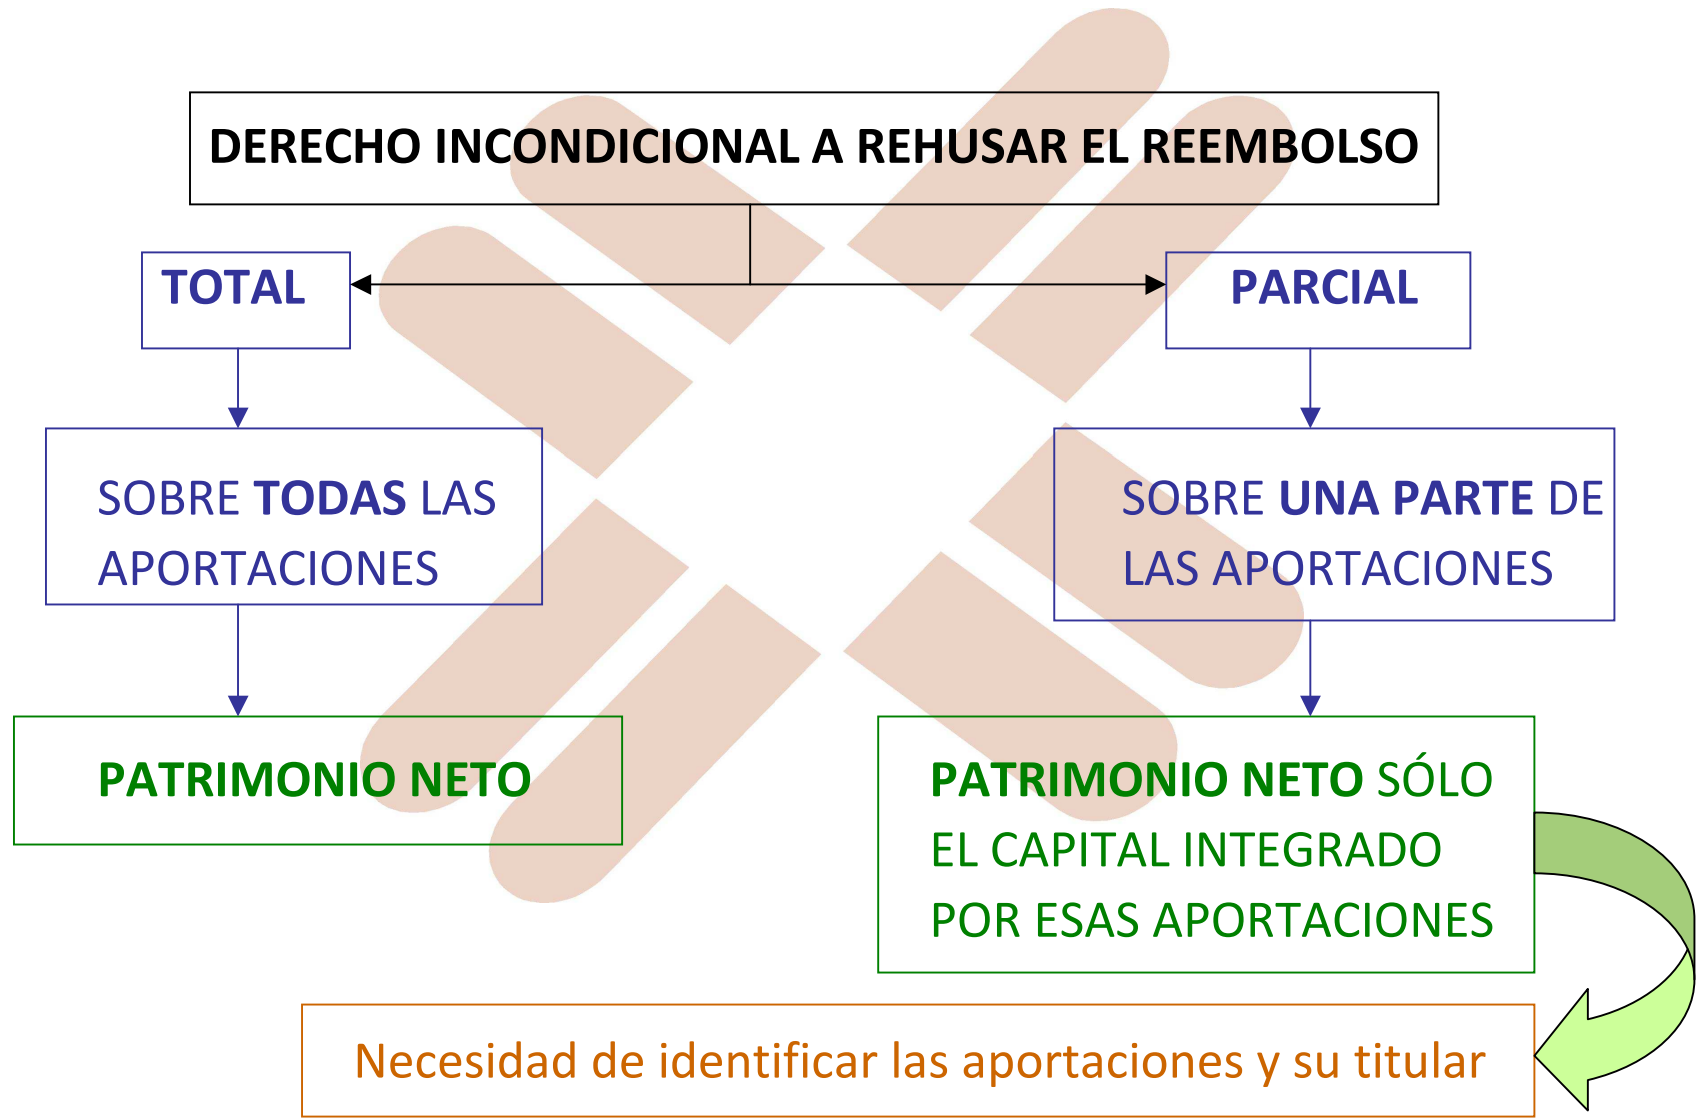 DERECHO INCONDICIONAL A REHUSAR EL REEMBOLSO
TOTAL
PARCIAL
SOBRE TODAS LAS
APORTACIONES
SOBRE UNA PARTE DE
LAS APORTACIONES
PATRIMONIO NETO
PATRIMONIO NETO SÓLO
EL CAPITAL INTEGRADO
POR ESAS APORTACIONES
Necesidad de identificar las aportaciones y su titular